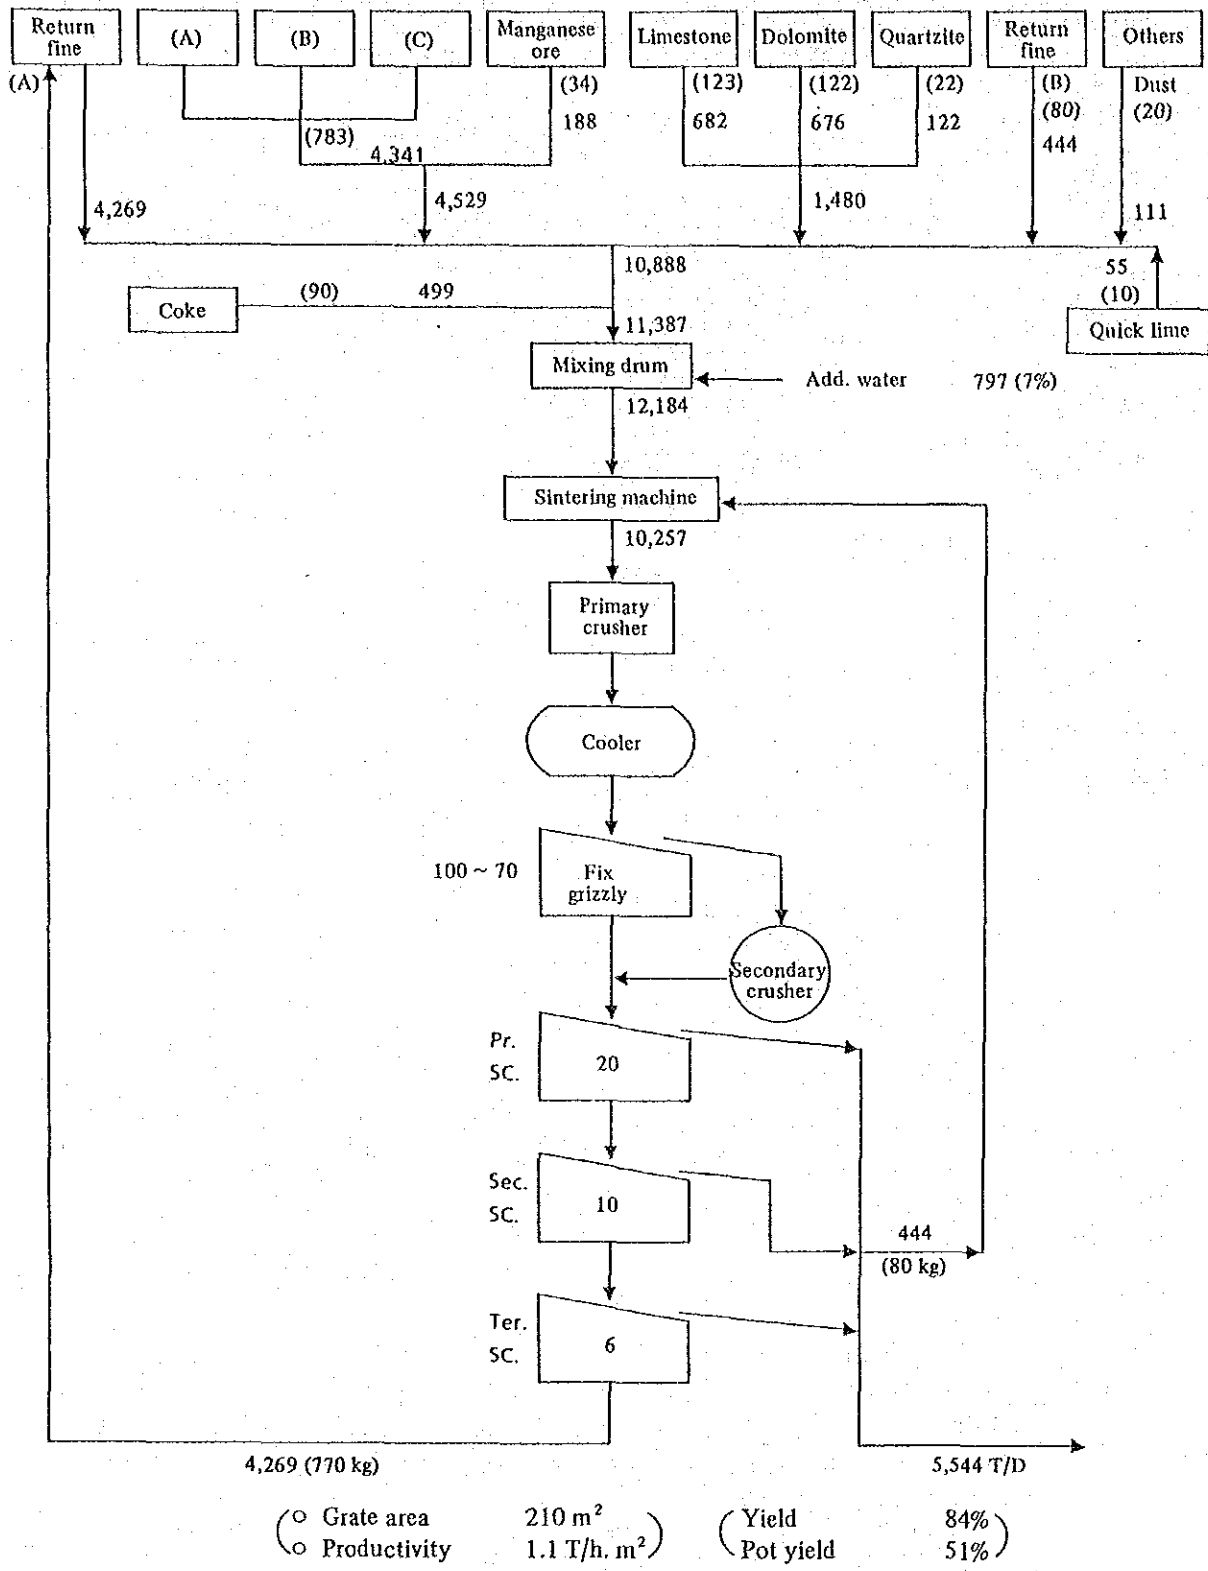 Return fine
(A)
(B)
(C)
Manganese ore
Limestone
Dolomite
Quartzite
Return fine
Others
(A)
(34)
(123)
(122)
(22)
(B)
Dust
(80)
(20)
188
682
676
122
444
(783)
4,341
4,269
4,529
1,480
111
10,888
55
(10)
Coke
(90)
499
Quick lime
11,387
Mixing drum
Add. water
797 (7%)
12,184
Sintering machine
10,257
Primary
crusher
Cooler
100 ~ 70
Fix
grizzly
Secondary
crusher
Pr.
SC.
20
Sec.
SC.
10
444
(80 kg)
Ter.
SC.
6
4,269 (770 kg)
5,544 T/D
Grate area 210 m²
Productivity 1.1 T/h. m²
Yield 84%
Pot yield 51%